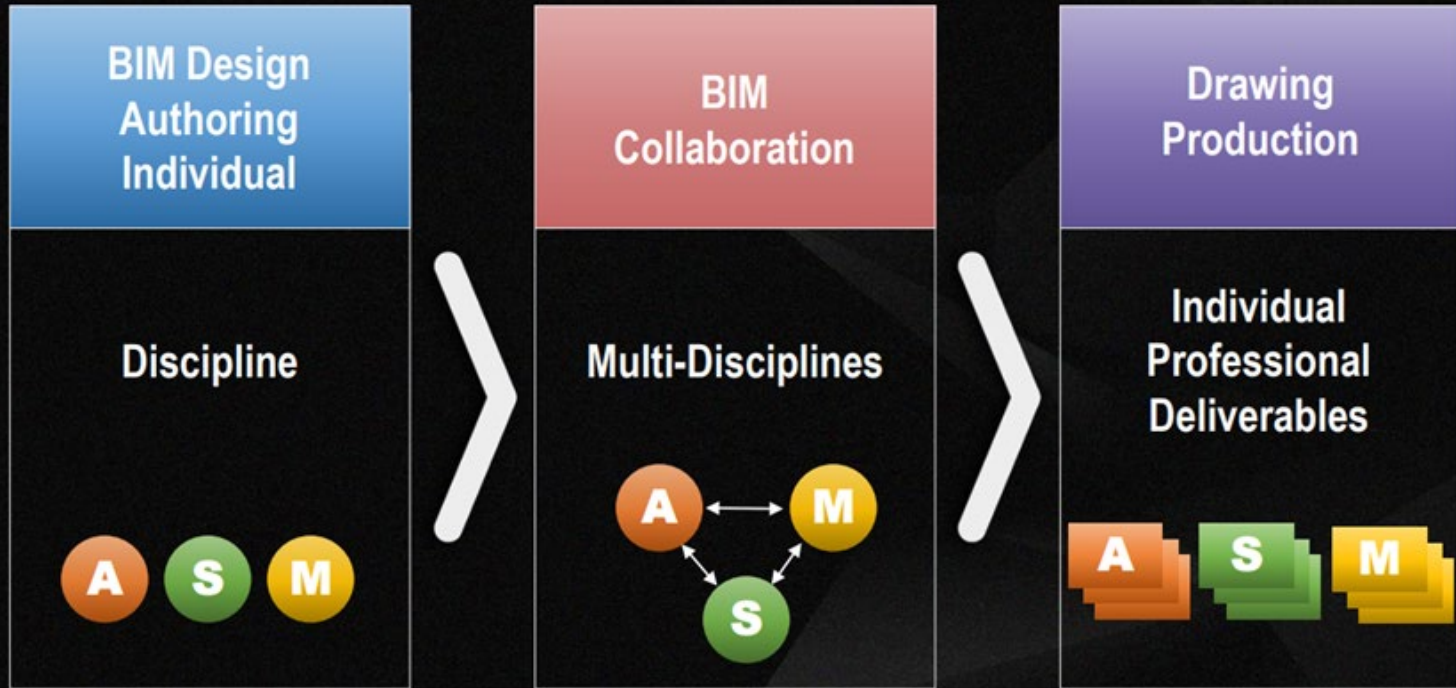 BIM Design
Authoring
Individual
Discipline
A S M
BIM
Collaboration
Multi-Disciplines
A M
S
Drawing
Production
Individual
Professional
Deliverables
A S M